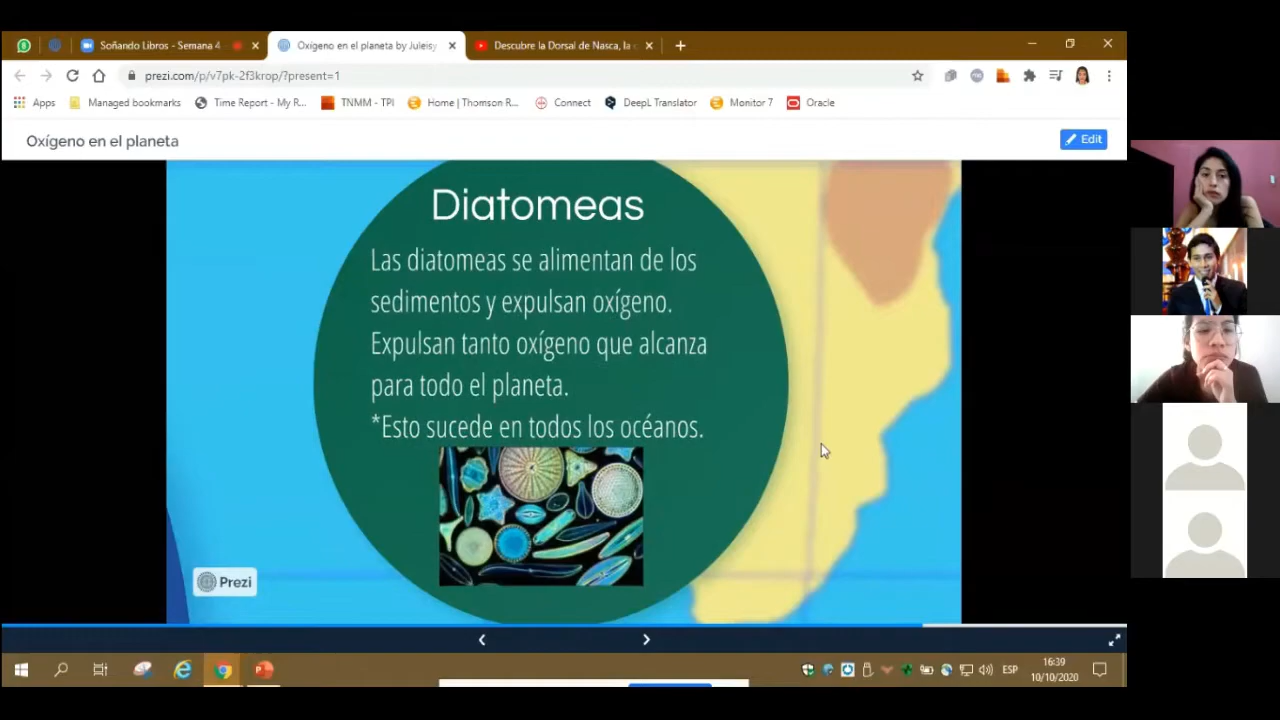 Soñando Libros - Semana 4
Oxígeno en el planeta by Juleisy
Descubre la Dorsal de Nasca, la
prezi.com/p/v7pk-2f3krop/?present=1
Apps
Managed bookmarks
Time Report - My R...
TNMM - TPI
Home | Thomson R...
Connect
DeepL Translator
Monitor 7
Oracle
Oxígeno en el planeta
Edit
Diatomeas
Las diatomeas se alimentan de los
sedimentos y expulsan oxígeno.
Expulsan tanto oxígeno que alcanza
para todo el planeta.
*Esto sucede en todos los océanos.
Prezi
ESP
16:39
10/10/2020